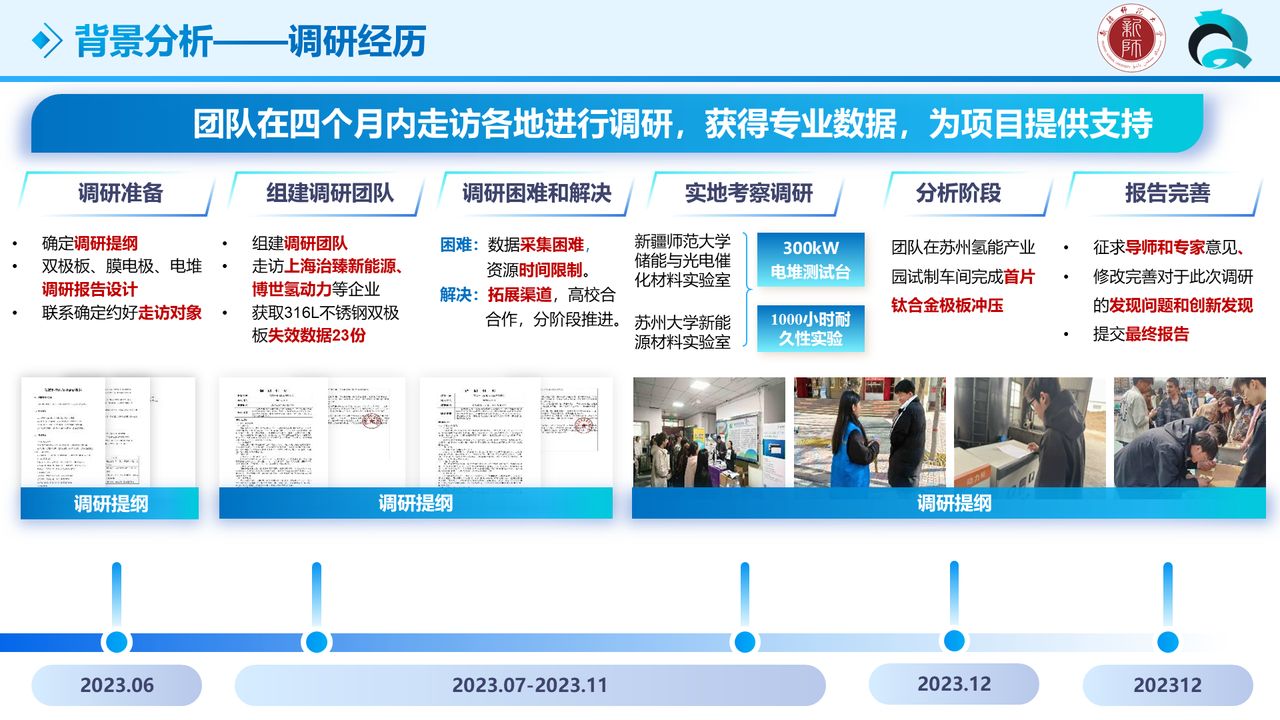 背景分析——调研经历
新師
团队在四个月内走访各地进行调研，获得专业数据，为项目提供支持
调研准备
• 确定调研提纲
• 双极板、膜电极、电堆
调研报告设计
• 联系确定约好走访对象
组建调研团队
• 组建调研团队
• 走访上海治臻新能源、
博世氢动力等企业
• 获取316L不锈钢双极
板失效数据23份
调研困难和解决
困难：数据采集困难，
资源时间限制。
解决：拓展渠道，高校合
合作，分阶段推进。
实地考察调研
新疆师范大学
储能与光电催
化材料实验室
苏州大学新能
源材料实验室
300kW
电堆测试台
1000小时耐
久性实验
分析阶段
团队在苏州氢能产业
园试制车间完成首片
钛合金极板冲压
报告完善
• 征求导师和专家意见、
• 修改完善对于此次调研
的发现问题和创新发现
• 提交最终报告
调研提纲
调研提纲
调研提纲
2023.06
2023.07-2023.11
2023.12
202312